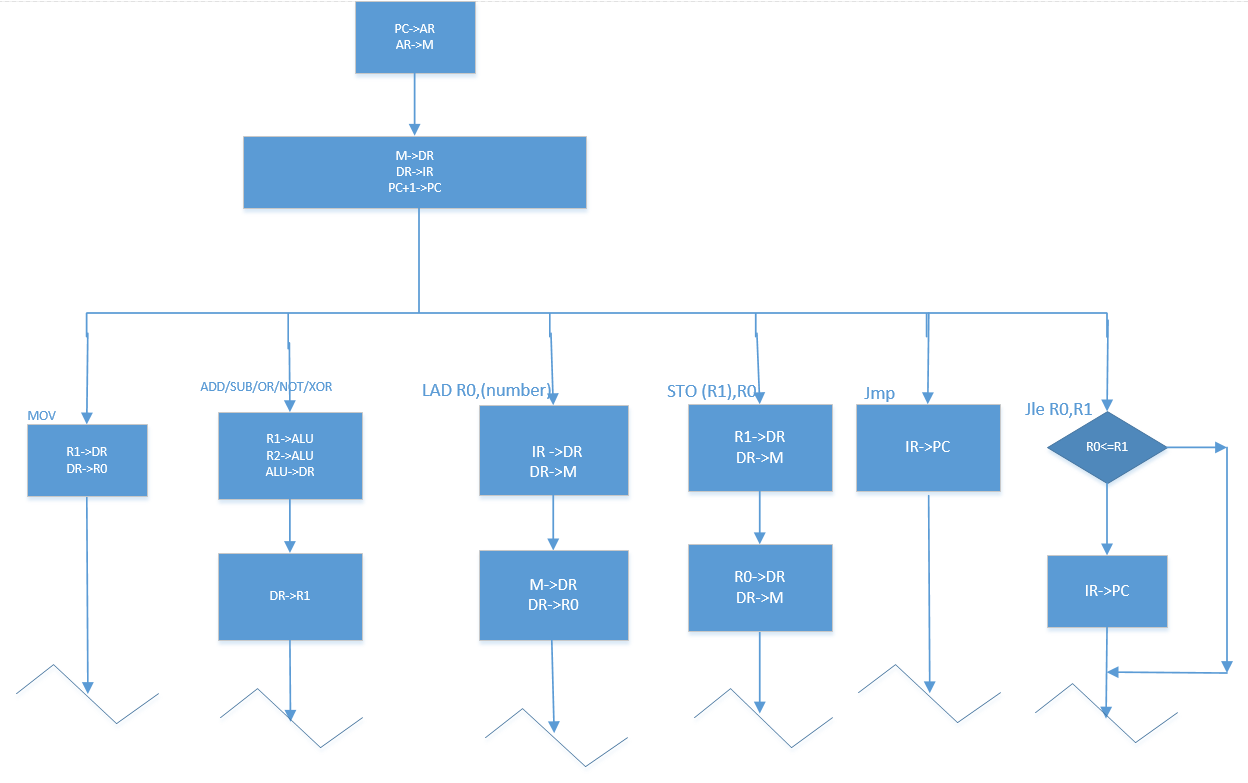 PC->AR
AR->M
M->DR
DR->IR
PC+1->PC
MOV
R1->DR
DR->R0
ADD/SUB/OR/NOT/XOR
R1->ALU
R2->ALU
ALU->DR
DR->R1
LAD R0,(number)
IR ->DR
DR->M
M->DR
DR->R0
STO (R1),R0
R1->DR
DR->M
R0->DR
DR->M
Jmp
IR->PC
Jle R0,R1
R0<=R1
IR->PC